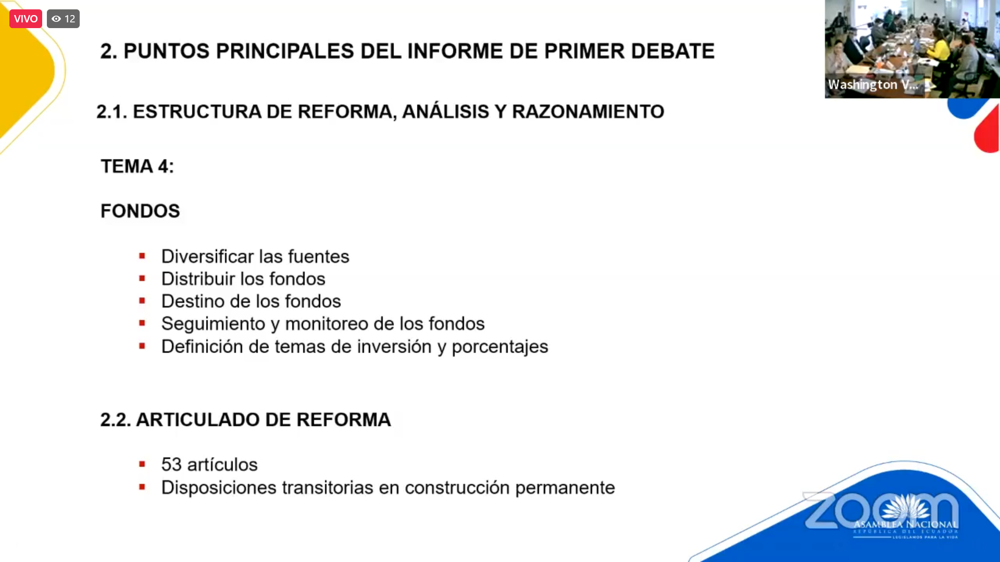 VIVO 12
2. PUNTOS PRINCIPALES DEL INFORME DE PRIMER DEBATE
Washington V...
2.1. ESTRUCTURA DE REFORMA, ANÁLISIS Y RAZONAMIENTO
TEMA 4:
FONDOS
▪ Diversificar las fuentes
▪ Distribuir los fondos
▪ Destino de los fondos
▪ Seguimiento y monitoreo de los fondos
▪ Definición de temas de inversión y porcentajes
2.2. ARTICULADO DE REFORMA
▪ 53 artículos
▪ Disposiciones transitorias en construcción permanente
zoom
ASAMBLEA NACIONAL
REPÚBLICA DEL ECUADOR
LEGISLAMOS PARA LA VIDA